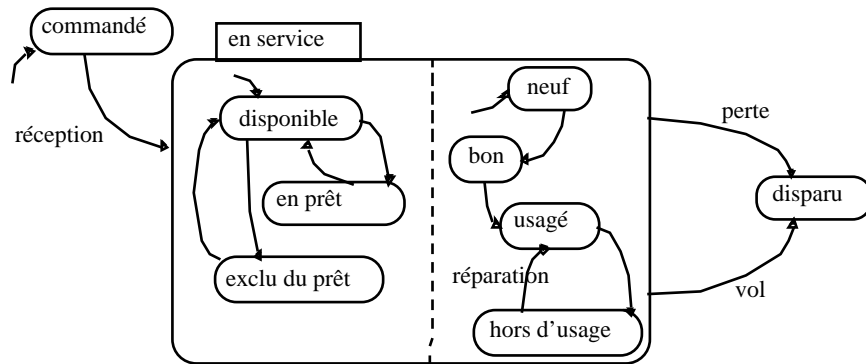 commandé
en service
réception
disponible
en prêt
exclu du prêt
neuf
bon
usagé
réparation
hors d’usage
perte
disparu
vol